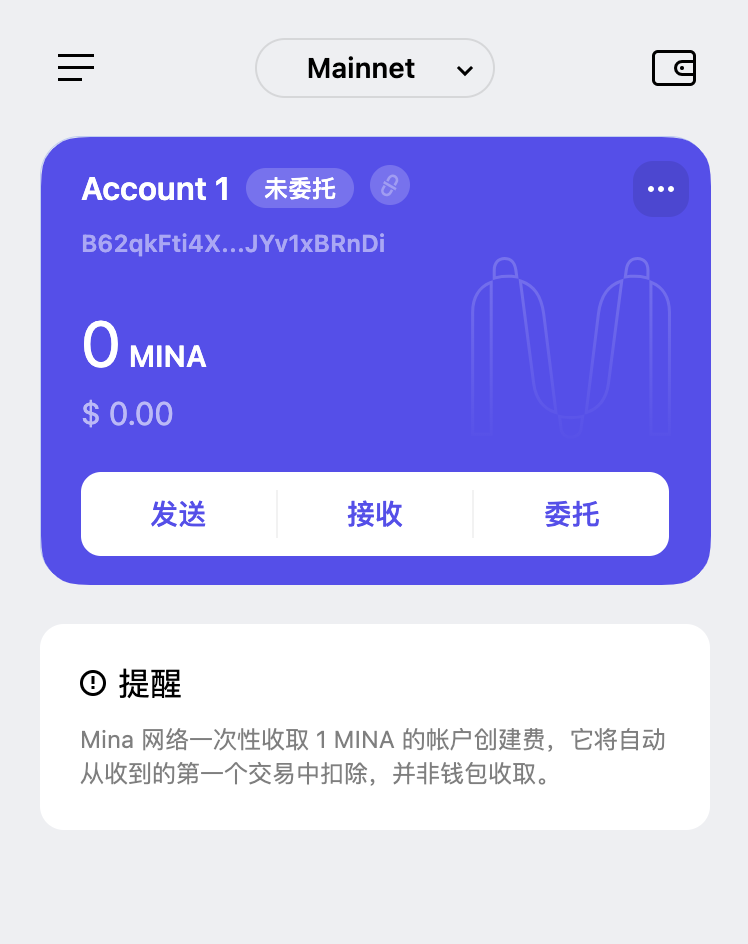 Mainnet
Account 1 未委托
B62qkFti4X...JYv1xBRnDi
0 MINA
$ 0.00
发送 接收 委托
提醒
Mina 网络一次性收取 1 MINA 的帐户创建费，它将自动
从收到的第一个交易中扣除，并非钱包收取。